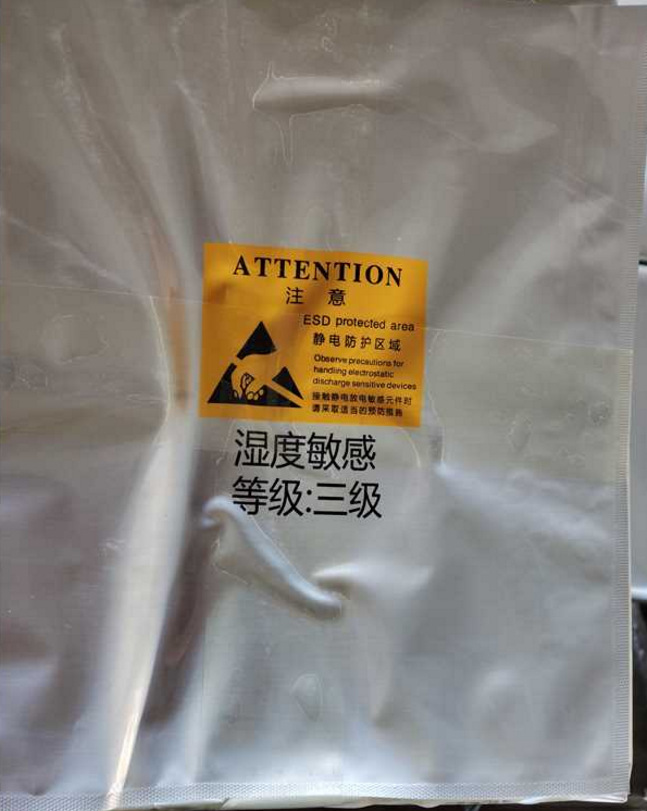 ATTENTION
注 意
ESD protected area
静电防护区域
Observe precautions for
handling electrostatic
discharge sensitive devices
接触静电放电敏感元件时
请采取适当的预防措施
湿度敏感
等级:三级